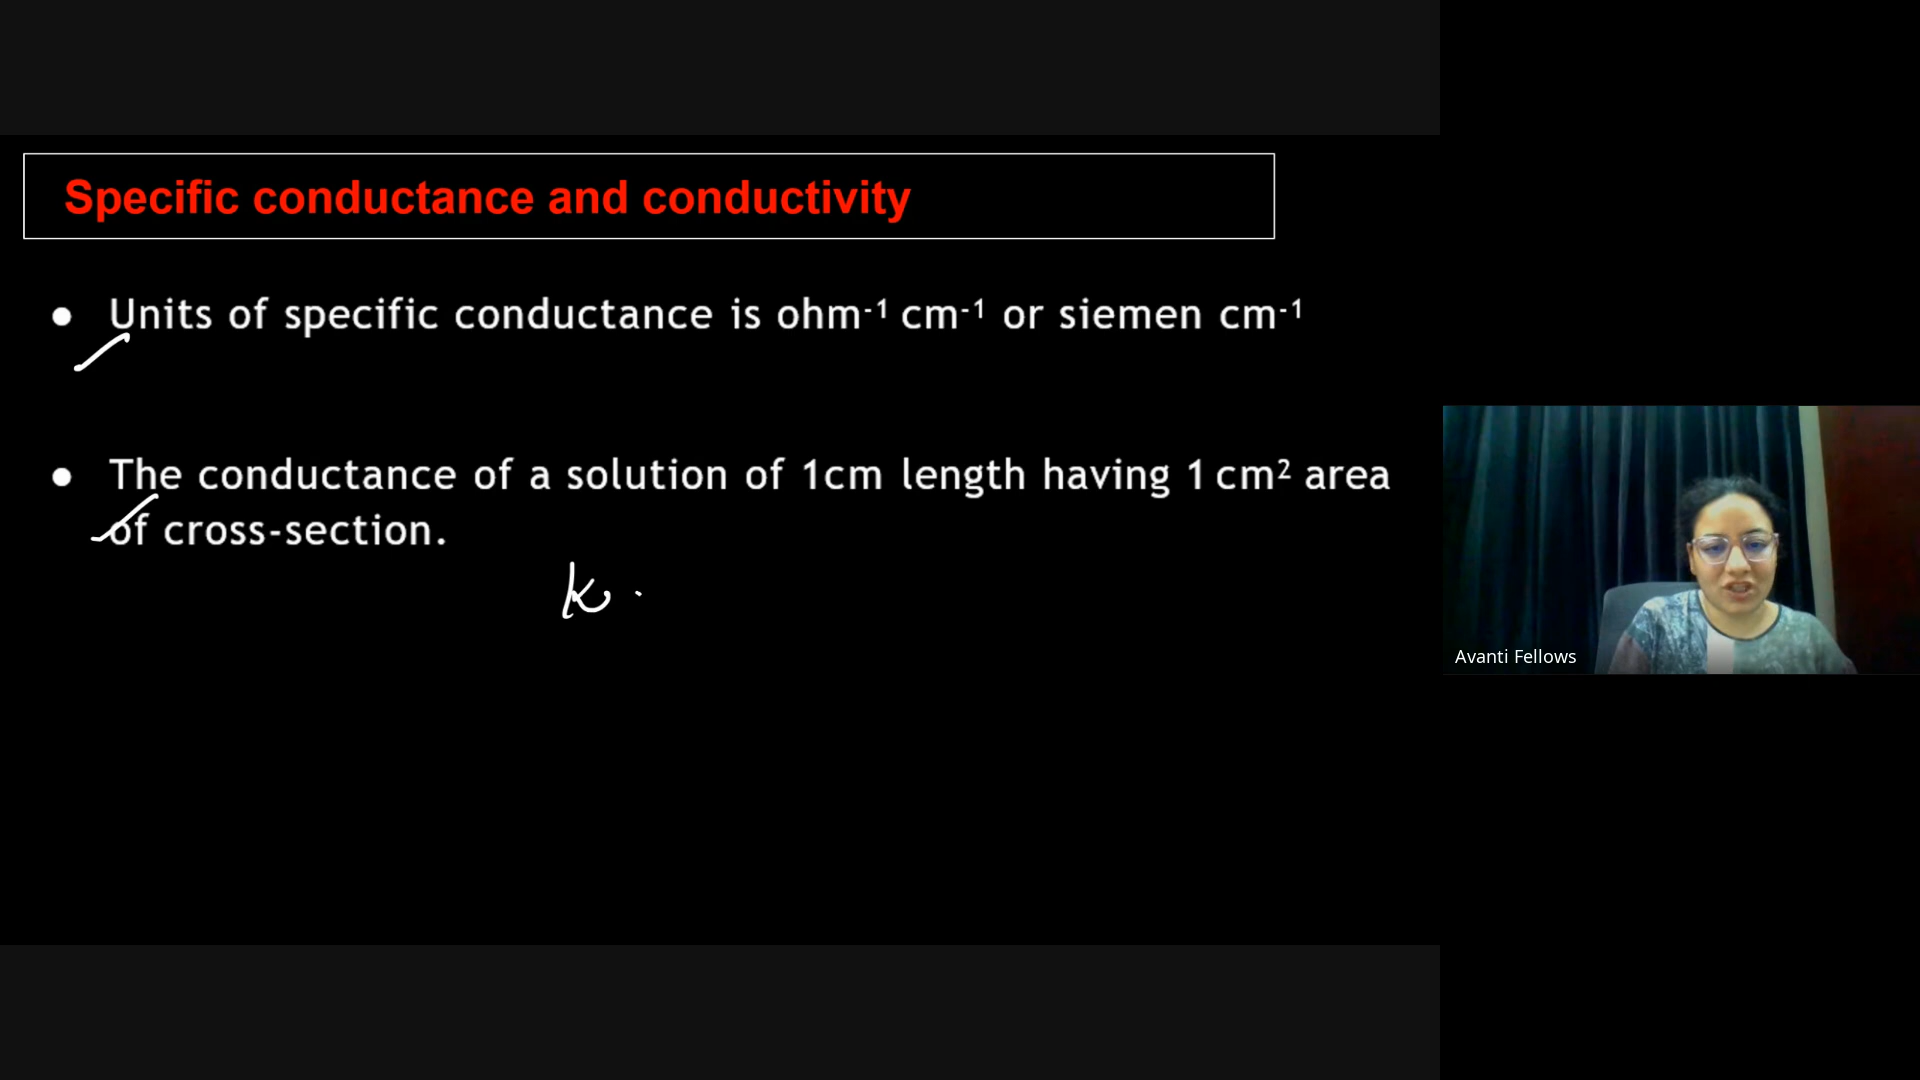 Specific conductance and conductivity
● Units of specific conductance is ohm⁻¹ cm⁻¹ or siemen cm⁻¹
● The conductance of a solution of 1cm length having 1 cm² area
of cross-section.
k .
Avanti Fellows